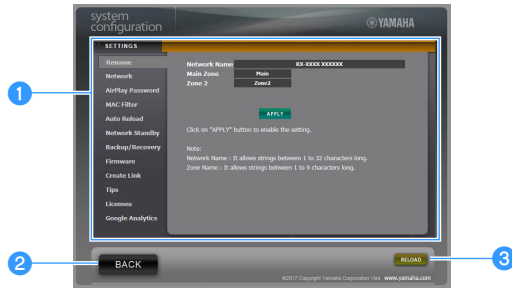 system
configuration
YAMAHA
SETTINGS
Rename
Network
AirPlay Password
MAC Filter
Auto Reload
Network Standby
Backup/Recovery
Firmware
Create Link
Tips
Licenses
Google Analytics
Network Name RX-XXXX XXXXXX
Main Zone Main
Zone 2 Zone2
APPLY
Click on "APPLY" button to enable the setting.
Note:
Network Name : It allows strings between 1 to 32 characters long.
Zone Name : It allows strings between 1 to 9 characters long.
1
2
BACK
RELOAD
3
©2017 Copyright Yamaha Corporation Visit www.yamaha.com